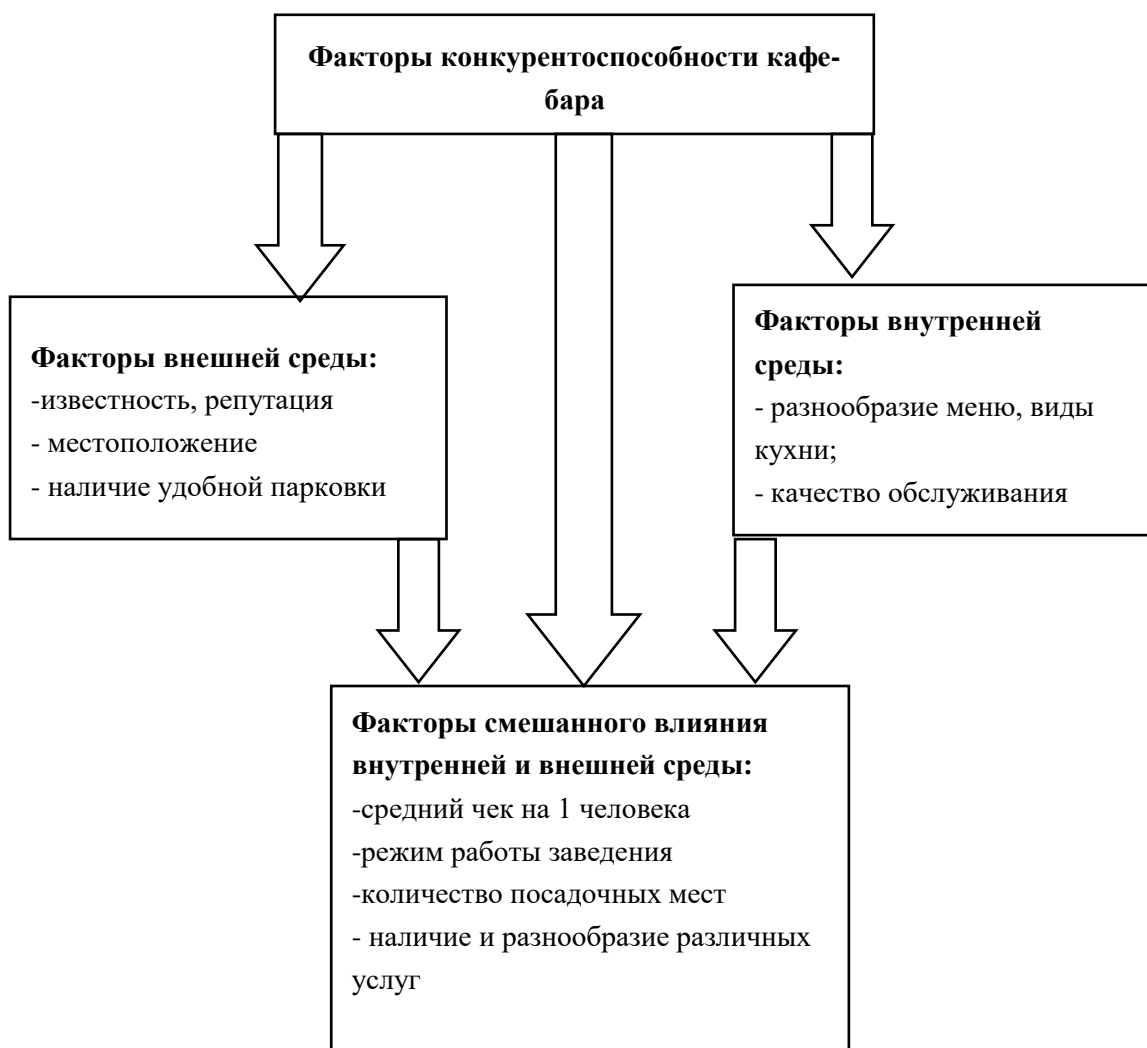 Факторы конкурентоспособности кафе-
бара
Факторы внешней среды:
-известность, репутация
- местоположение
- наличие удобной парковки
Факторы внутренней
среды:
- разнообразие меню, виды
кухни;
- качество обслуживания
Факторы смешанного влияния
внутренней и внешней среды:
-средний чек на 1 человека
-режим работы заведения
-количество посадочных мест
- наличие и разнообразие различных
услуг